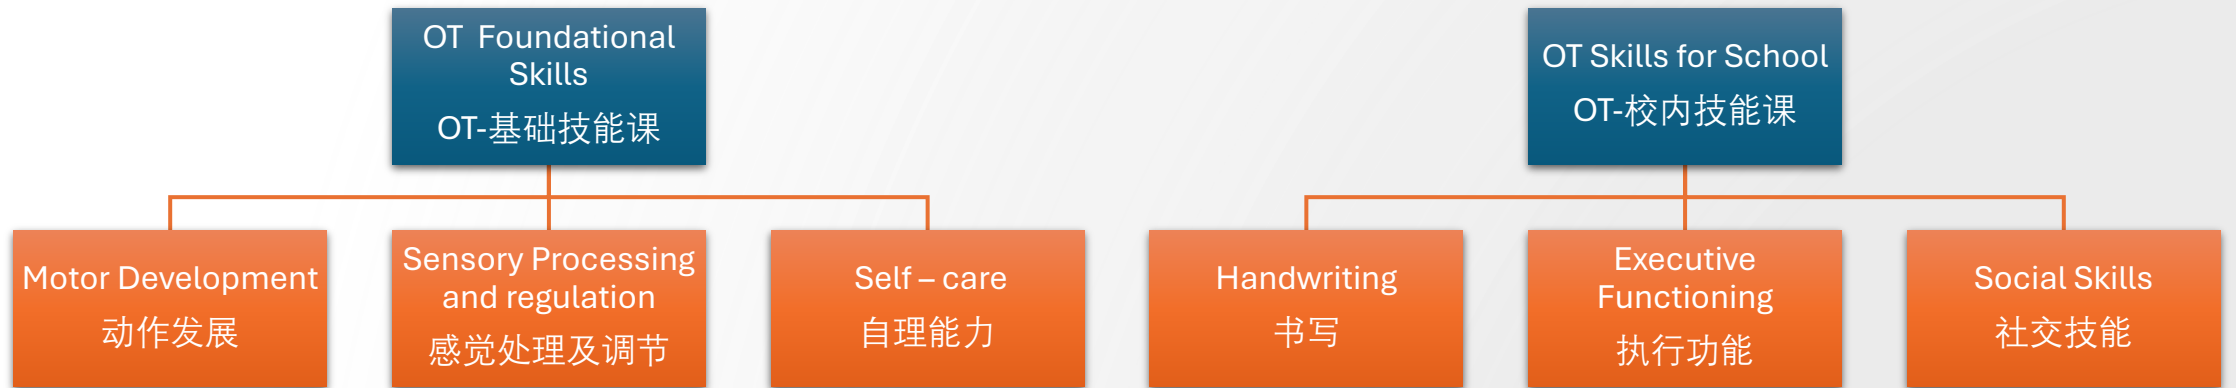 OT Foundational
Skills
OT-基础技能课
OT Skills for School
OT-校内技能课
Motor Development
动作发展
Sensory Processing
and regulation
感觉处理及调节
Self – care
自理能力
Handwriting
书写
Executive
Functioning
执行功能
Social Skills
社交技能